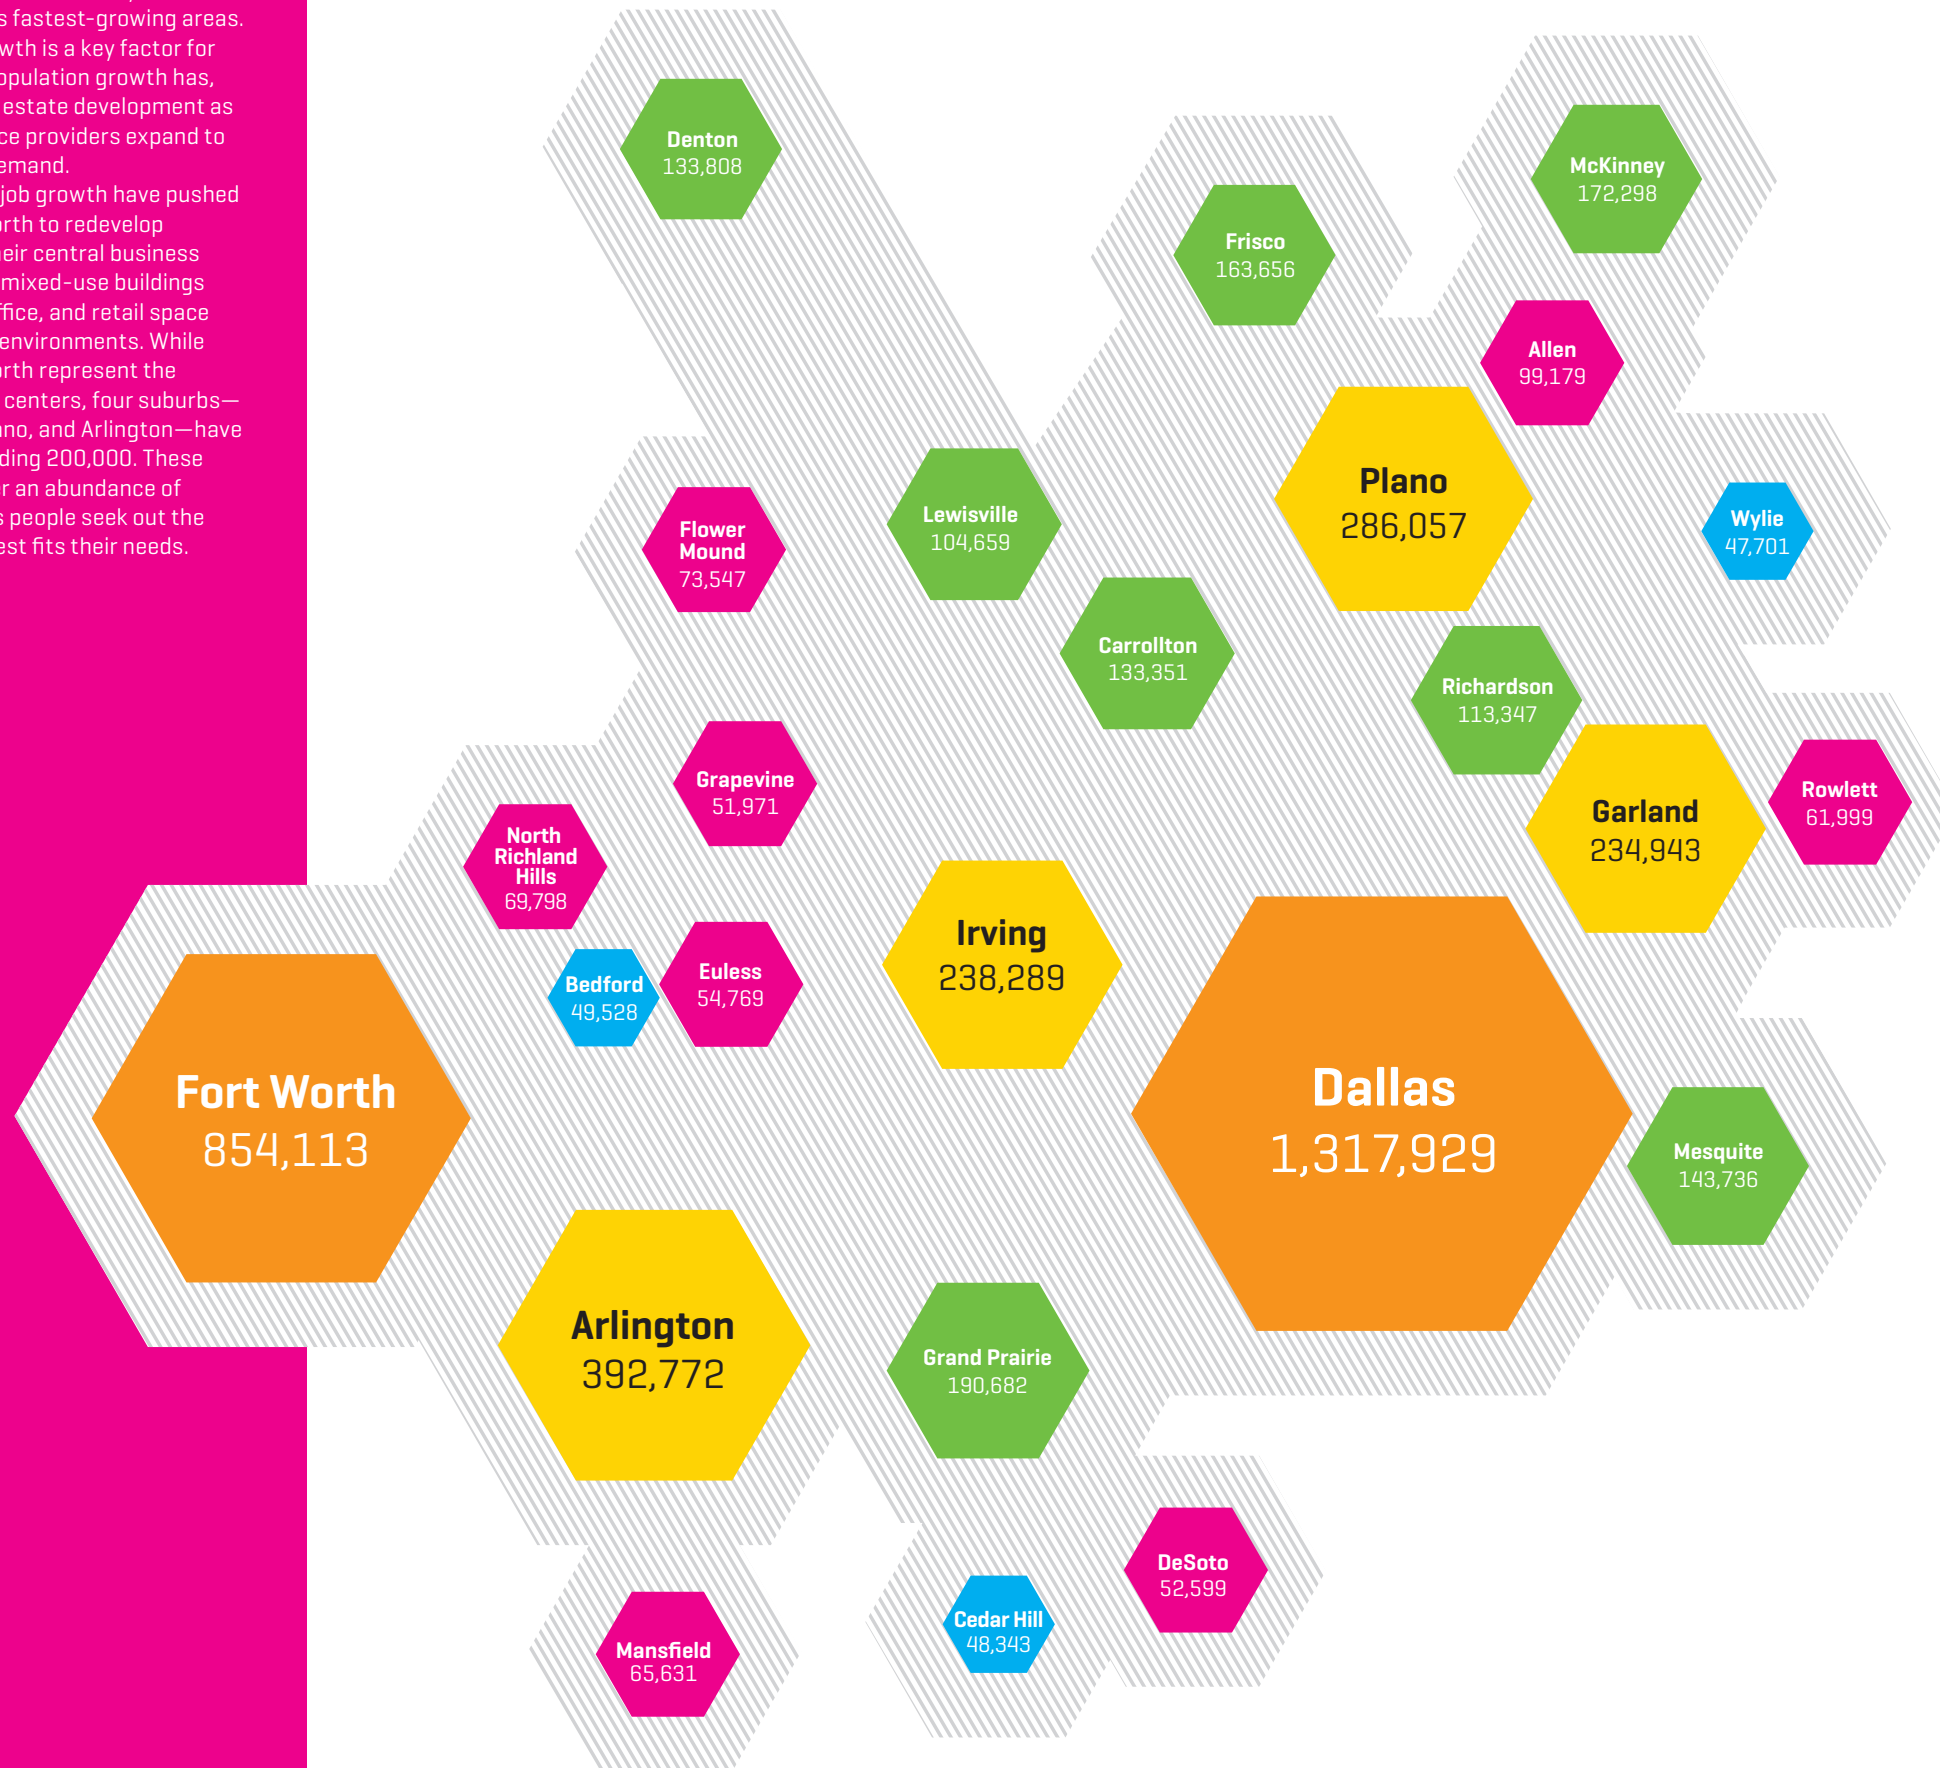 s fastest-growing areas.
wth is a key factor for
opulation growth has,
estate development as
ce providers expand to
emand.
job growth have pushed
orth to redevelop
eir central business
mixed-use buildings
ffice, and retail space
environments. While
orth represent the
centers, four suburbs—
ano, and Arlington—have
ding 200,000. These
r an abundance of
s people seek out the
est fits their needs.
Denton
133,808
McKinney
172,298
Frisco
163,656
Allen
99,179
Plano
286,057
Lewisville
104,659
Flower
Mound
73,547
Wylie
47,701
Carrollton
133,351
Richardson
113,347
Grapevine
51,971
Garland
234,943
Rowlett
61,999
North
Richland
Hills
69,798
Irving
238,289
Bedford
49,528
Euless
54,769
Fort Worth
854,113
Dallas
1,317,929
Mesquite
143,736
Arlington
392,772
Grand Prairie
190,682
DeSoto
52,599
Cedar Hill
48,343
Mansfield
65,631